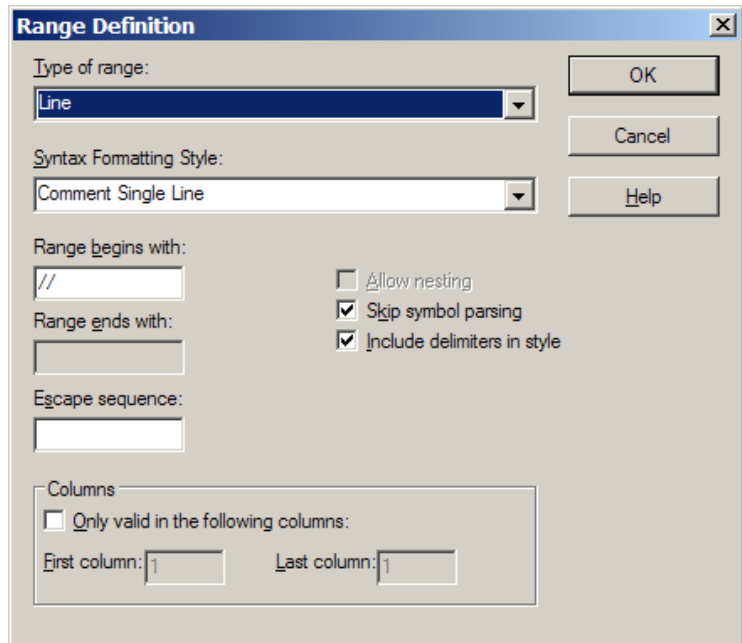 Range Definition
Type of range:
Line
OK
Cancel
Syntax Formatting Style:
Comment Single Line
Help
Range begins with:
//
Allow nesting
Skip symbol parsing
Range ends with:
Include delimiters in style
Escape sequence:
Columns
Only valid in the following columns:
First column: 1
Last column: 1